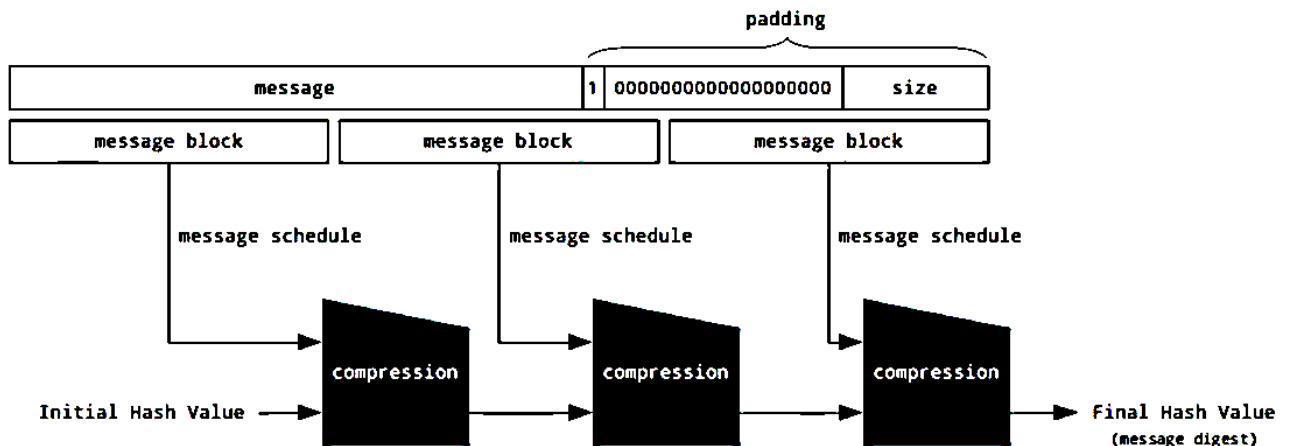 padding
message 1 0000000000000000000 size
message block message block message block
message schedule message schedule message schedule
compression compression compression
Initial Hash Value Final Hash Value
(message digest)